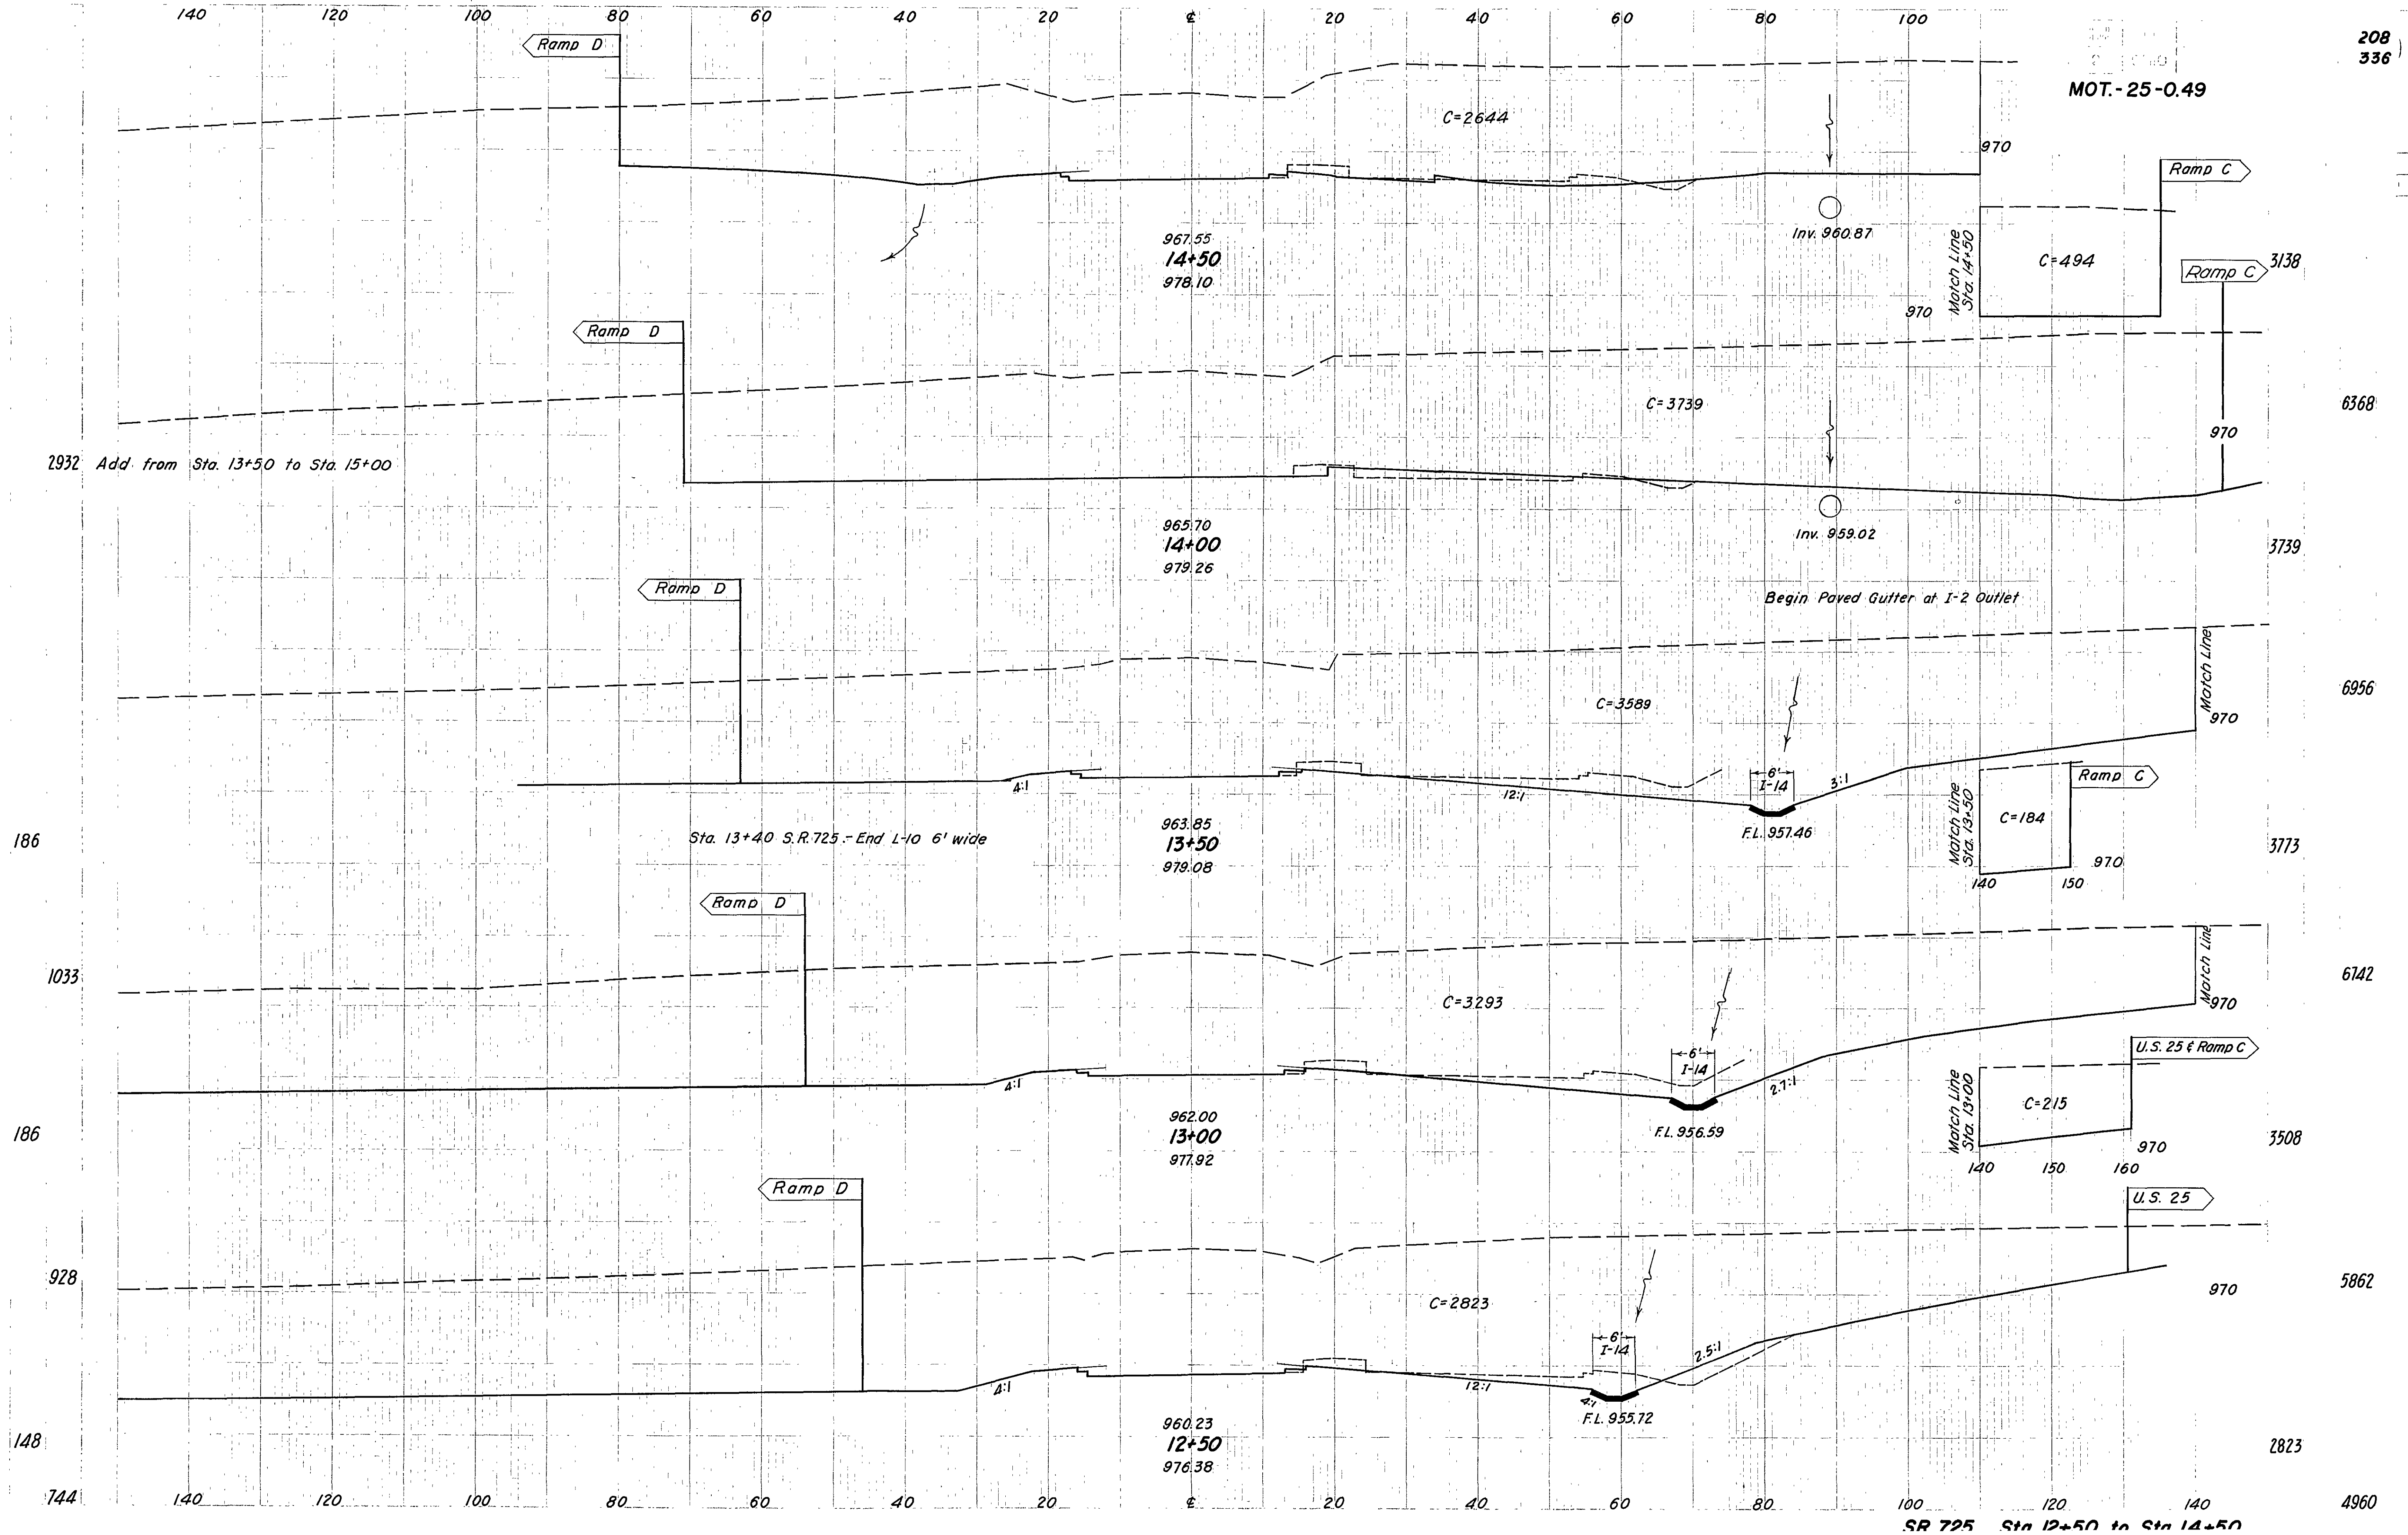 140 120 100 80 60 40 20 ℄ 20 40 60 80 100
208
336
MOT.-25-0.49
Ramp D
C=2644
970
Ramp C
Inv. 960.87
967.55
14+50
978.10
Match Line
Sta. 14+50
C=494
3138
Ramp C
970
Ramp D
C=3739
6368
970
2932 Add from Sta. 13+50 to Sta. 15+00
965.70
14+00
979.26
Inv. 959.02
3739
Ramp D
Begin Paved Gutter at I-2 Outlet
Match Line
C=3589
6956
970
4:1
12:1
6'
I-14
3:1
Ramp C
186
Sta. 13+40 S.R. 725 - End L-10 6' wide
963.85
13+50
979.08
F.L. 957.46
Match Line
Sta. 13+50
C=184
970
3773
140 150
Ramp D
Match Line
1033
C=3293
6742
970
4:1
6'
I-14
2.7:1
U.S. 25 & Ramp C
186
962.00
13+00
977.92
F.L. 956.59
Match Line
Sta. 13+00
C=215
970
3508
140 150 160
Ramp D
U.S. 25
928
C=2823
5862
970
4:1
12:1
6'
I-14
4:1
2.5:1
F.L. 955.72
148
960.23
12+50
976.38
2823
744
140 120 100 80 60 40 20 ℄ 20 40 60 80 100 120 140
4960
SR 725 Sta. 12+50 to Sta. 14+50